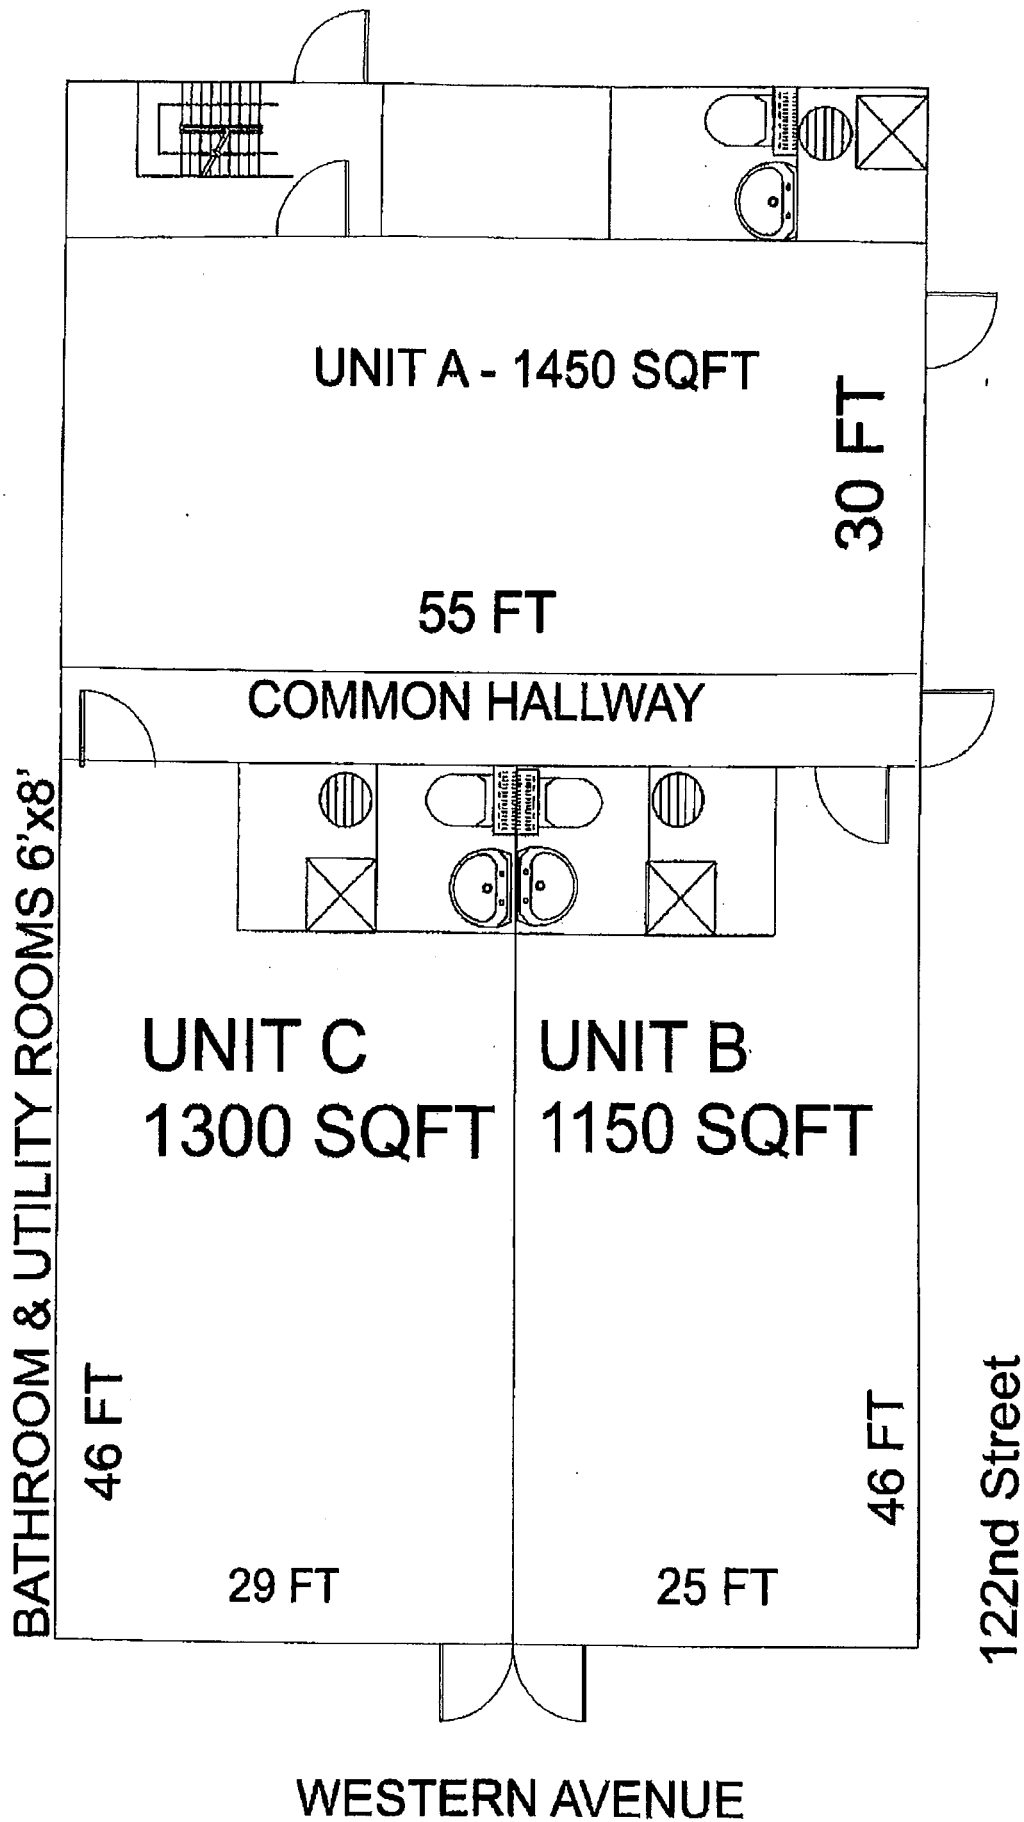 UNIT A - 1450 SQFT
30 FT
55 FT
COMMON HALLWAY
BATHROOM & UTILITY ROOMS 6'x8'
UNIT C
1300 SQFT
UNIT B
1150 SQFT
46 FT
46 FT
29 FT
25 FT
122nd Street
WESTERN AVENUE